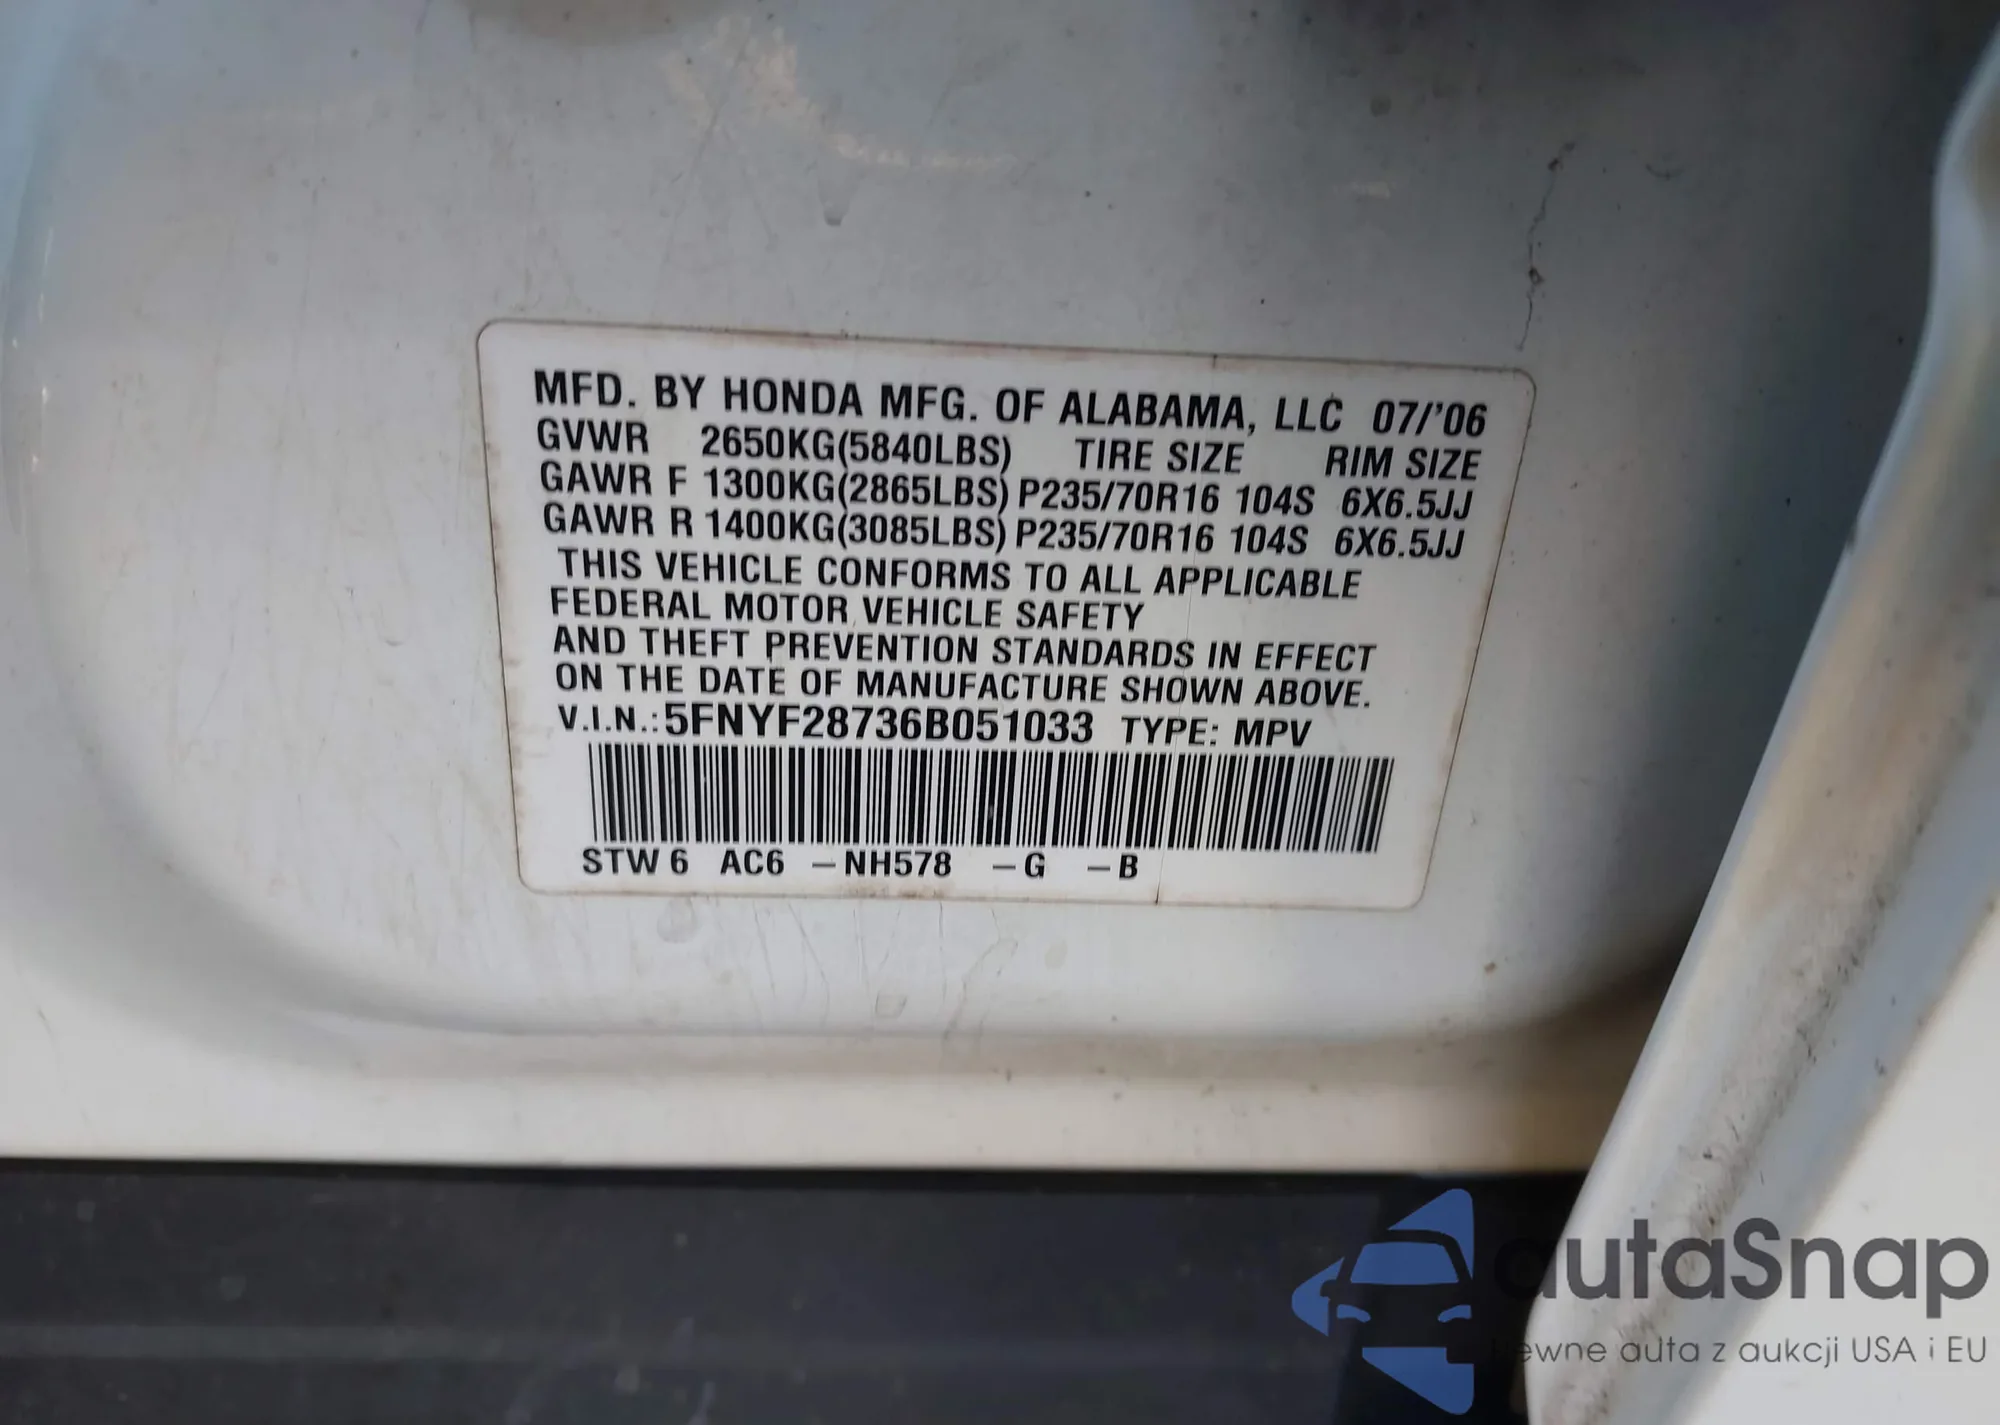 MFD. BY HONDA MFG. OF ALABAMA, LLC 07/'06
GVWR 2650KG(5840LBS) TIRE SIZE RIM SIZE
GAWR F 1300KG(2865LBS) P235/70R16 104S 6X6.5JJ
GAWR R 1400KG(3085LBS) P235/70R16 104S 6X6.5JJ
THIS VEHICLE CONFORMS TO ALL APPLICABLE
FEDERAL MOTOR VEHICLE SAFETY
AND THEFT PREVENTION STANDARDS IN EFFECT
ON THE DATE OF MANUFACTURE SHOWN ABOVE.
V.I.N.: 5FNYF28736B051033 TYPE: MPV
STW 6 AC6 –NH578 –G –B
autaSnap
Pewne auta z aukcji USA i EU